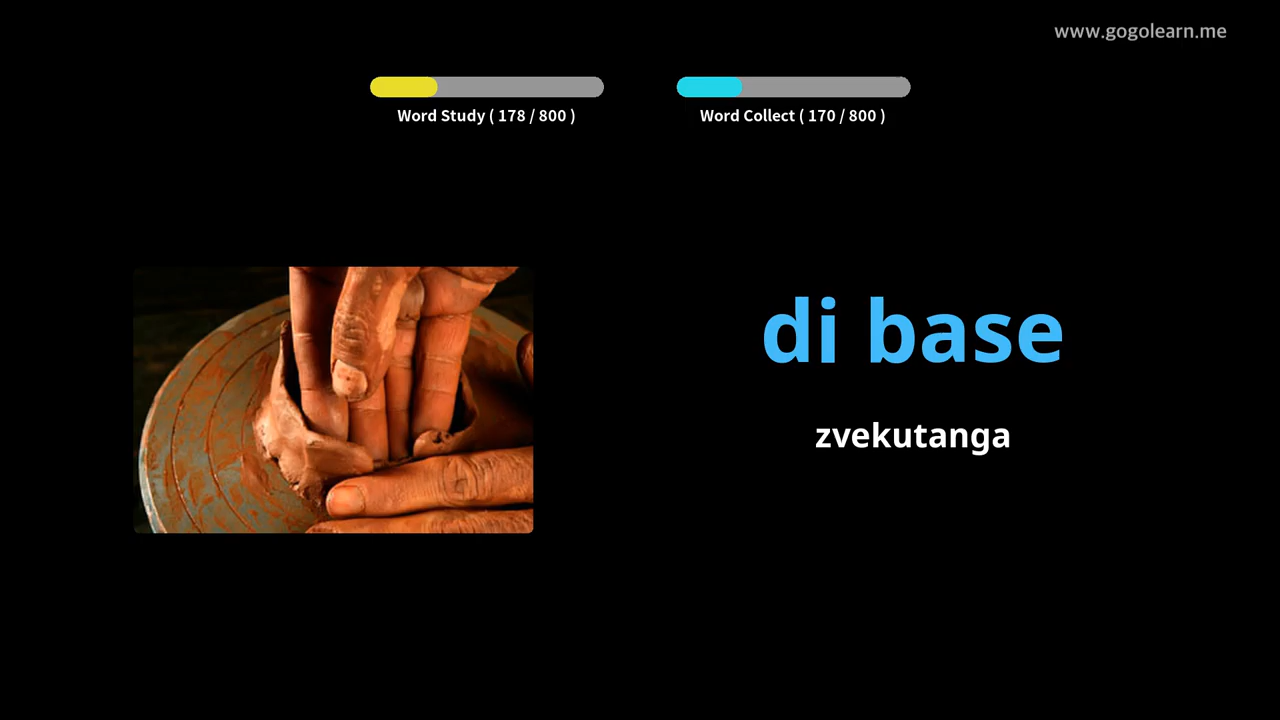 www.gogolearn.me
Word Study ( 178 / 800 )
Word Collect ( 170 / 800 )
di base
zvekutanga